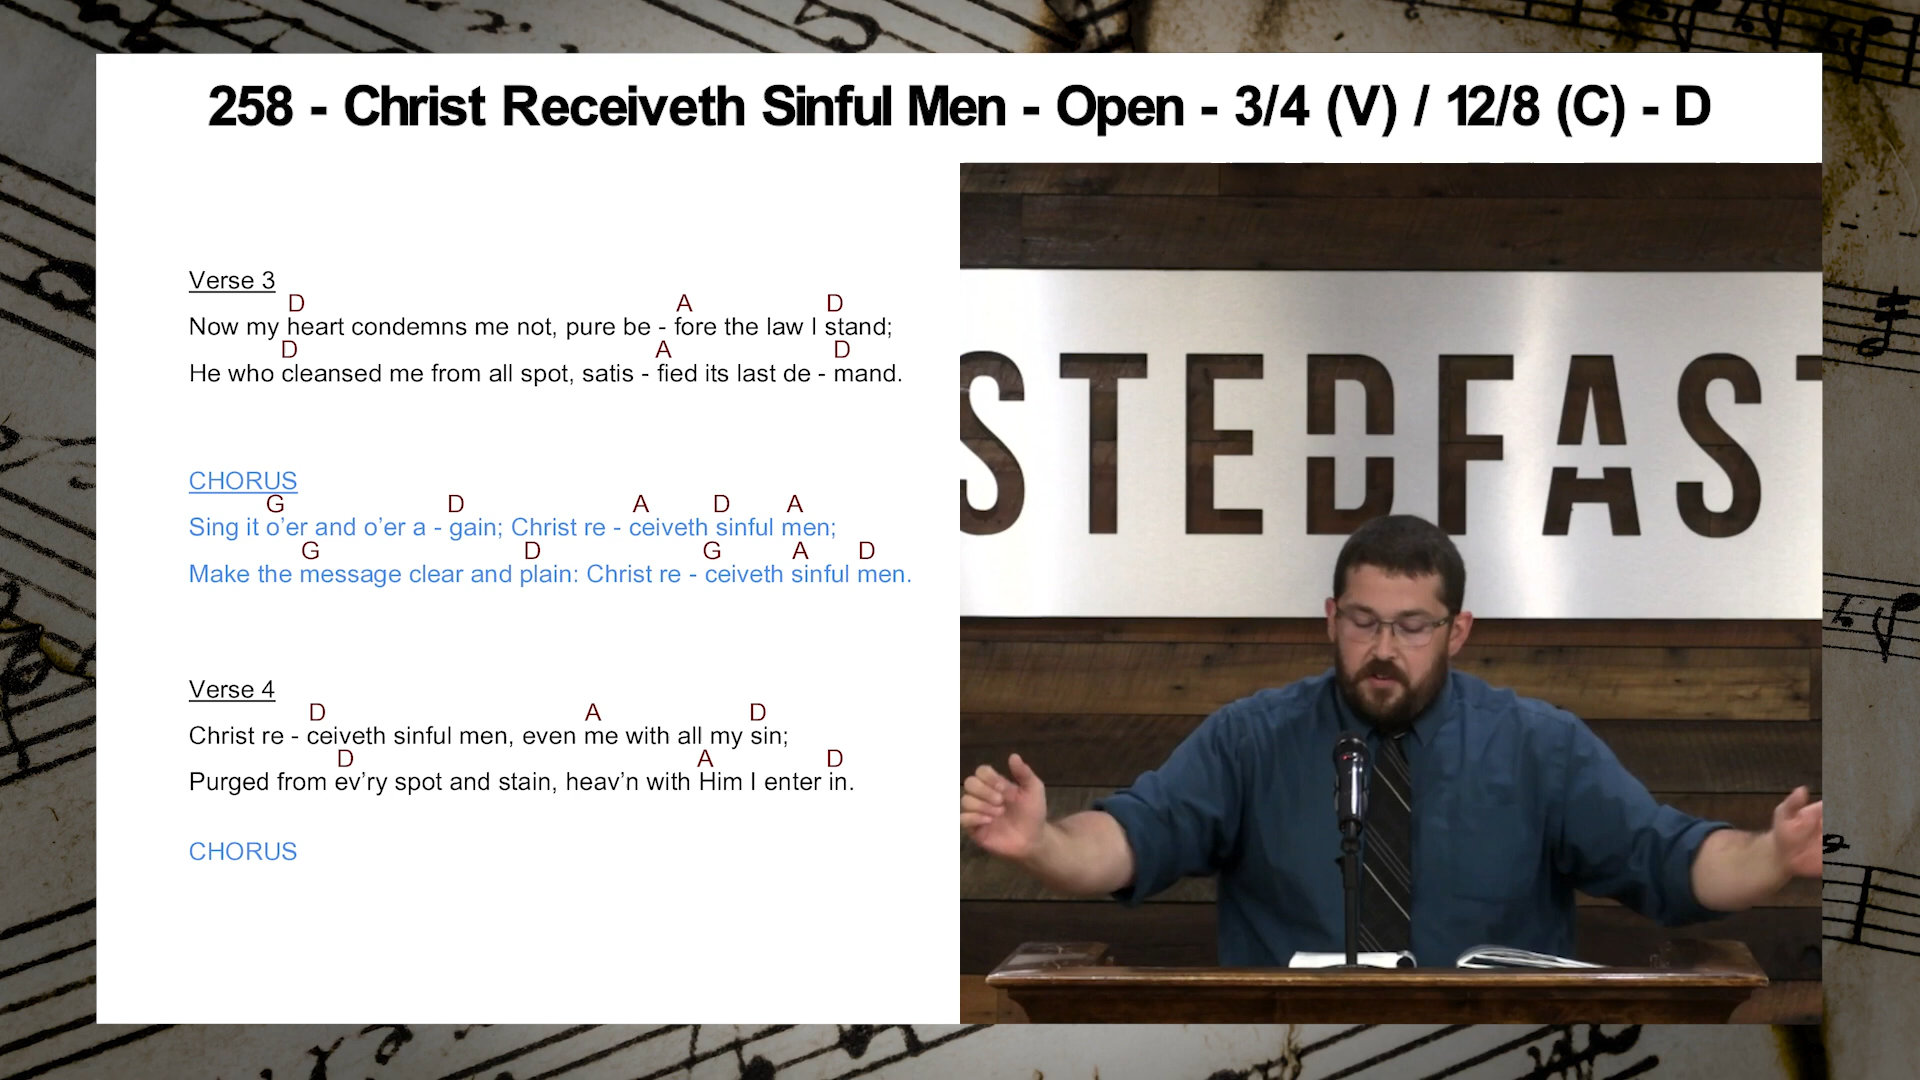 258 - Christ Receiveth Sinful Men - Open - 3/4 (V) / 12/8 (C) - D
Verse 3
D A D
Now my heart condemns me not, pure be - fore the law I stand;
D A D
He who cleansed me from all spot, satis - fied its last de - mand.
CHORUS
G D A D A
Sing it o’er and o’er a - gain; Christ re - ceiveth sinful men;
G D G A D
Make the message clear and plain: Christ re - ceiveth sinful men.
Verse 4
D A D
Christ re - ceiveth sinful men, even me with all my sin;
D A D
Purged from ev’ry spot and stain, heav’n with Him I enter in.
CHORUS
STEDFAST